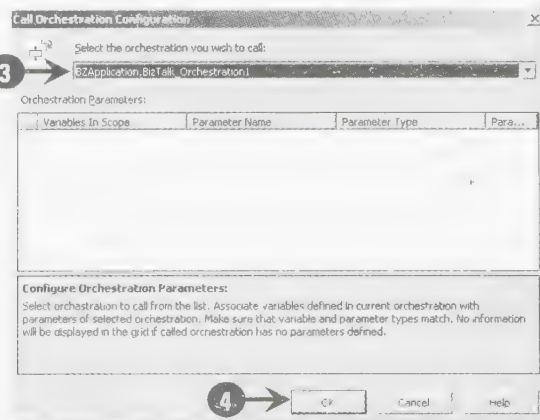 Call Orchestration Configuration
Select the orchestration you wish to call:
3
BZApplication.BizTalk_Orchestration1
Orchestration Parameters:
Variables In Scope Parameter Name Parameter Type Para...
Configure Orchestration Parameters:
Select orchestration to call from the list. Associate variables defined in current orchestration with
parameters of selected orchestration. Make sure that variable and parameter types match. No information
will be displayed in the grid if called orchestration has no parameters defined.
4
OK Cancel Help